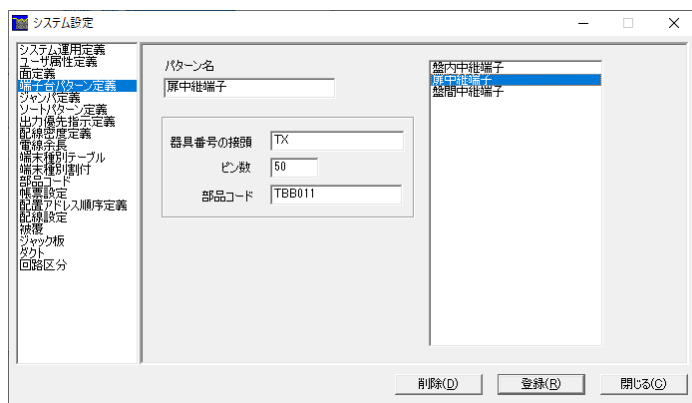 システム設定
システム運用定義
ユーザ属性定義
面定義
端子台パターン定義
ジャンパ定義
ソートパターン定義
出力優先指示定義
配線密度定義
電線余長
端末種別テーブル
端末種別割付
部品コード
帳票設定
配置アドレス順序定義
配線設定
被覆
ジャック板
ダクト
回路区分
パターン名
扉中継端子
器具番号の接頭 TX
ピン数 50
部品コード TBB011
盤内中継端子
扉中継端子
盤間中継端子
削除(D) 登録(R) 閉じる(C)